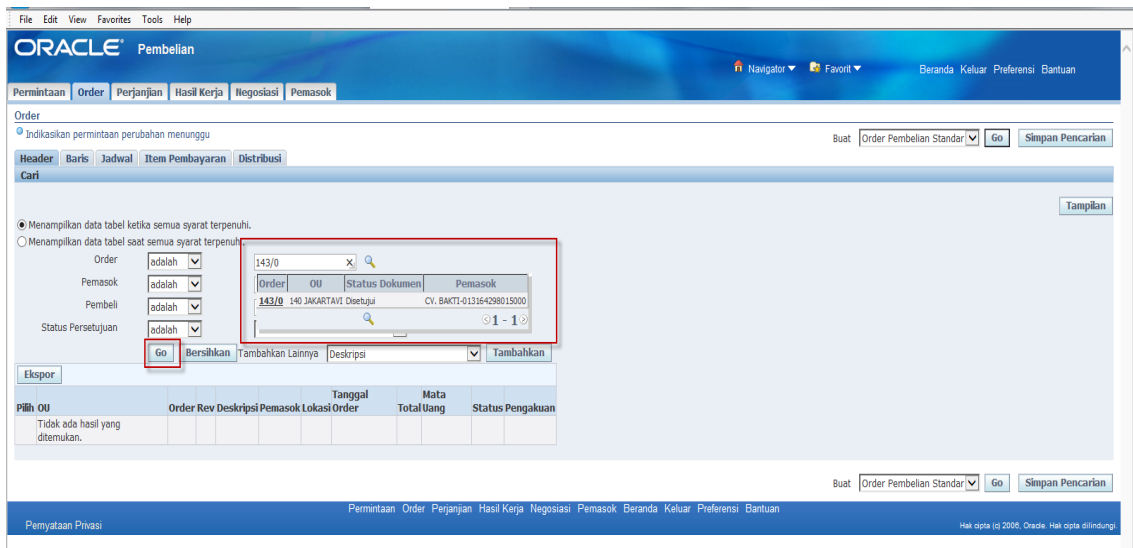 File Edit View Favorites Tools Help
ORACLE Pembelian
Navigator Favorit Beranda Keluar Preferensi Bantuan
Permintaan Order Perjanjian Hasil Kerja Negosiasi Pemasok
Order
Indikasikan permintaan perubahan menunggu
Buat Order Pembelian Standar Go Simpan Pencarian
Header Baris Jadwal Item Pembayaran Distribusi
Cari
Tampilan
Menampilkan data tabel ketika semua syarat terpenuhi.
Menampilkan data tabel saat semua syarat terpenuhi.
Order adalah 143/0 x
Pemasok adalah
Order OU Status Dokumen Pemasok
143/0 140 JAKARTAVI Disetujui CV. BAKTI-013164298015000
Pembeli adalah
1 - 1
Status Persetujuan adalah
Go Bersihkan Tambahkan Lainnya Deskripsi Tambahkan
Ekspor
Pilih OU Order Rev Deskripsi Pemasok Lokasi Tanggal Order Total Mata Uang Status Pengakuan
Tidak ada hasil yang
ditemukan.
Buat Order Pembelian Standar Go Simpan Pencarian
Permintaan Order Perjanjian Hasil Kerja Negosiasi Pemasok Beranda Keluar Preferensi Bantuan
Pernyataan Privasi
Hak cipta (c) 2006, Oracle. Hak cipta dilindungi.